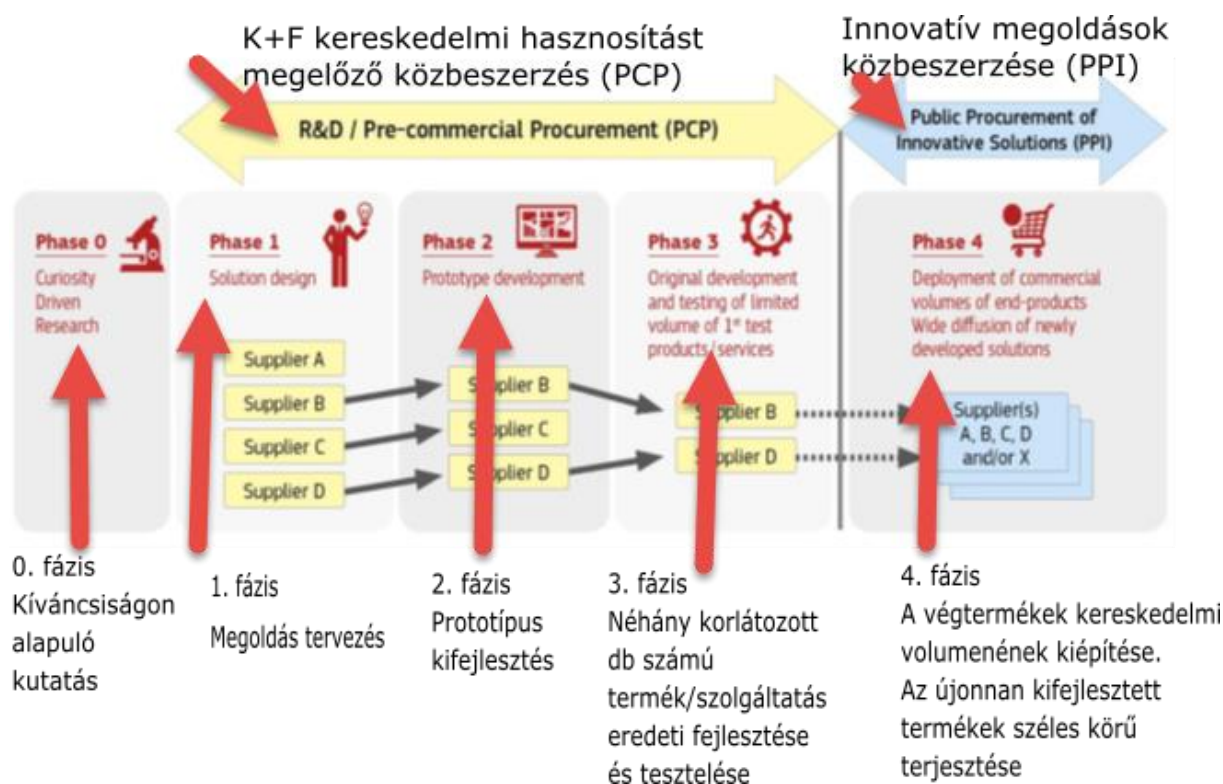 K+F kereskedelmi hasznosítást
megelőző közbeszerzés (PCP)
Innovatív megoldások
közbeszerzése (PPI)
R&D / Pre-commercial Procurement (PCP)
Public Procurement of
Innovative Solutions (PPI)
Phase 0
Curiosity
Driven
Research
Phase 1
Solution design
Supplier A
Supplier B
Supplier C
Supplier D
Phase 2
Prototype development
Supplier B
Supplier C
Supplier D
Phase 3
Original development
and testing of limited
volume of 1st test
products/services
Supplier B
Supplier D
Phase 4
Deployment of commercial
volumes of end-products
Wide diffusion of newly
developed solutions
Supplier(s)
A, B, C, D
and/or X
0. fázis
Kíváncsiságon
alapuló
kutatás
1. fázis
Megoldás tervezés
2. fázis
Prototípus
kifejlesztés
3. fázis
Néhány korlátozott
db számú
termék/szolgáltatás
eredeti fejlesztése
és tesztelése
4. fázis
A végtermékek kereskedelmi
volumenének kiépítése.
Az újonnan kifejlesztett
termékek széles körű
terjesztése